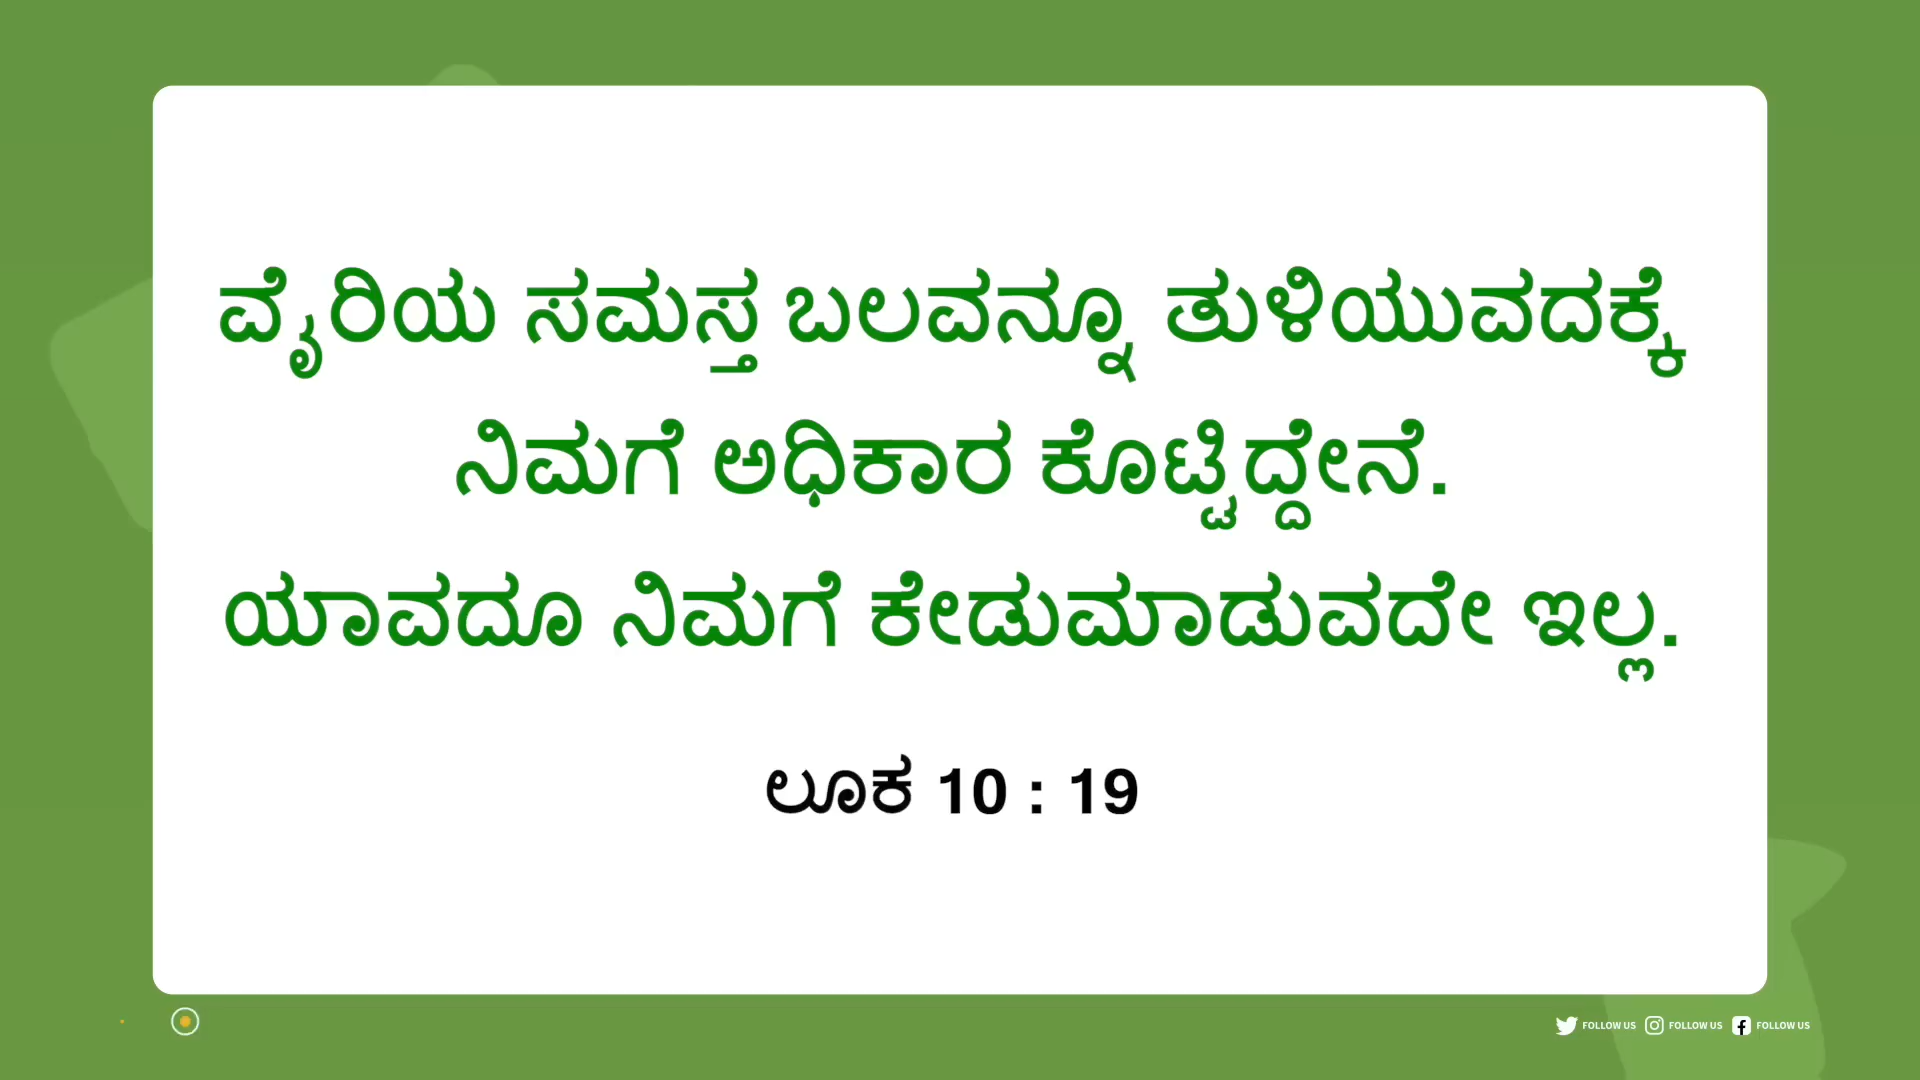 ವೈರಿಯ ಸಮಸ್ತ ಬಲವನ್ನೂ ತುಳಿಯುವದಕ್ಕೆ
ನಿಮಗೆ ಅಧಿಕಾರ ಕೊಟ್ಟಿದ್ದೇನೆ.
ಯಾವದೂ ನಿಮಗೆ ಕೇಡುಮಾಡುವದೇ ಇಲ್ಲ.
ಲೂಕ 10 : 19
FOLLOW US FOLLOW US FOLLOW US